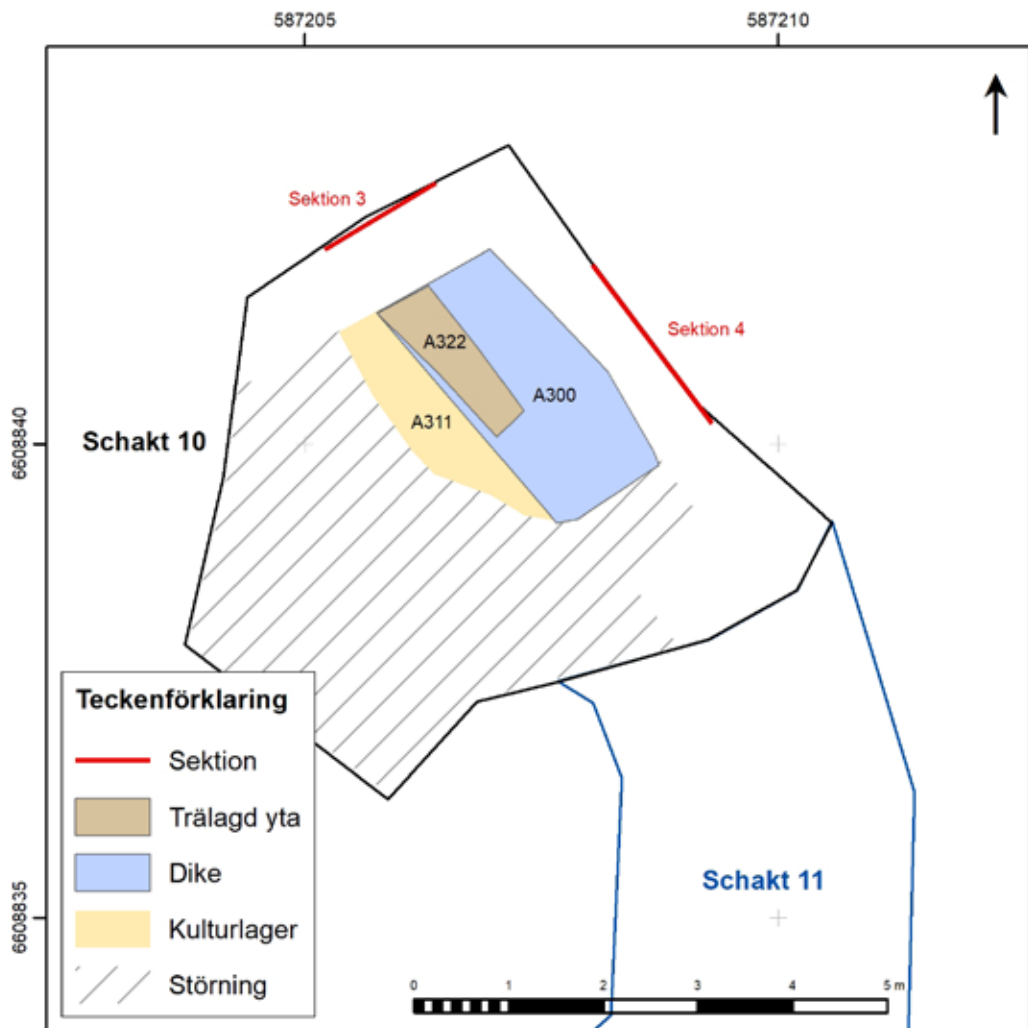 587205
587210
Sektion 3
Sektion 4
A322
A300
A311
6608840
Schakt 10
Teckenförklaring
Sektion
Trälagd yta
Dike
Kulturlager
Störning
Schakt 11
6608835
0 1 2 3 4 5 m